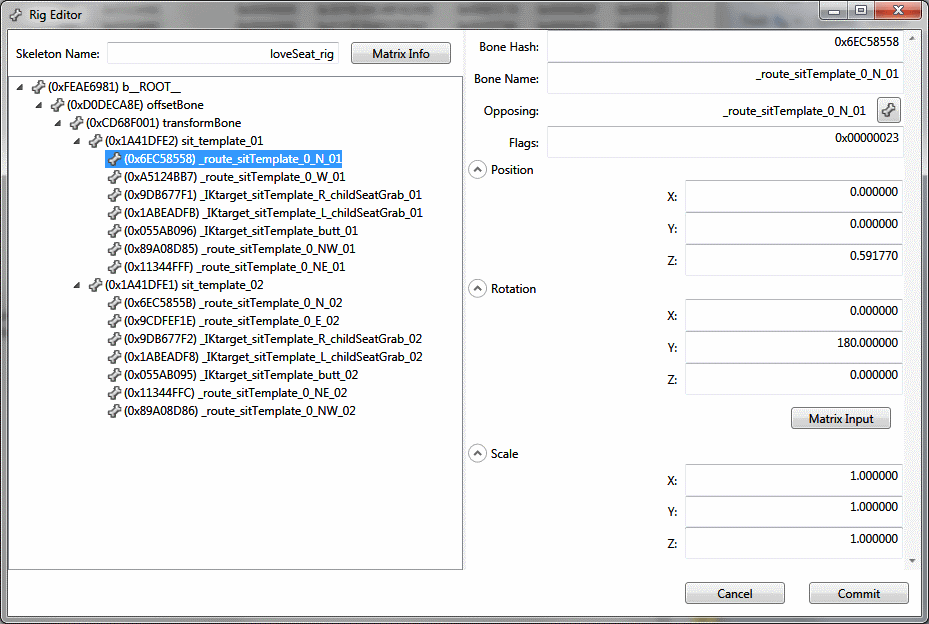 Rig Editor
Skeleton Name: loveSeat_rig Matrix Info
(0xFEAE6981) b__ROOT__
(0xD0DECA8E) offsetBone
(0xCD68F001) transformBone
(0x1A41DFE2) sit_template_01
(0x6EC58558) _route_sitTemplate_0_N_01
(0xA5124BB7) _route_sitTemplate_0_W_01
(0x9DB677F1) _IKtarget_sitTemplate_R_childSeatGrab_01
(0x1ABEADFB) _IKtarget_sitTemplate_L_childSeatGrab_01
(0x055AB096) _IKtarget_sitTemplate_butt_01
(0x89A08D85) _route_sitTemplate_0_NW_01
(0x11344FFF) _route_sitTemplate_0_NE_01
(0x1A41DFE1) sit_template_02
(0x6EC5855B) _route_sitTemplate_0_N_02
(0x9CDFEF1E) _route_sitTemplate_0_E_02
(0x9DB677F2) _IKtarget_sitTemplate_R_childSeatGrab_02
(0x1ABEADF8) _IKtarget_sitTemplate_L_childSeatGrab_02
(0x055AB095) _IKtarget_sitTemplate_butt_02
(0x11344FFC) _route_sitTemplate_0_NE_02
(0x89A08D86) _route_sitTemplate_0_NW_02
Bone Hash: 0x6EC58558
Bone Name: _route_sitTemplate_0_N_01
Opposing: _route_sitTemplate_0_N_01
Flags: 0x00000023
Position
X: 0.000000
Y: 0.000000
Z: 0.591770
Rotation
X: 0.000000
Y: 180.000000
Z: 0.000000
Matrix Input
Scale
X: 1.000000
Y: 1.000000
Z: 1.000000
Cancel Commit